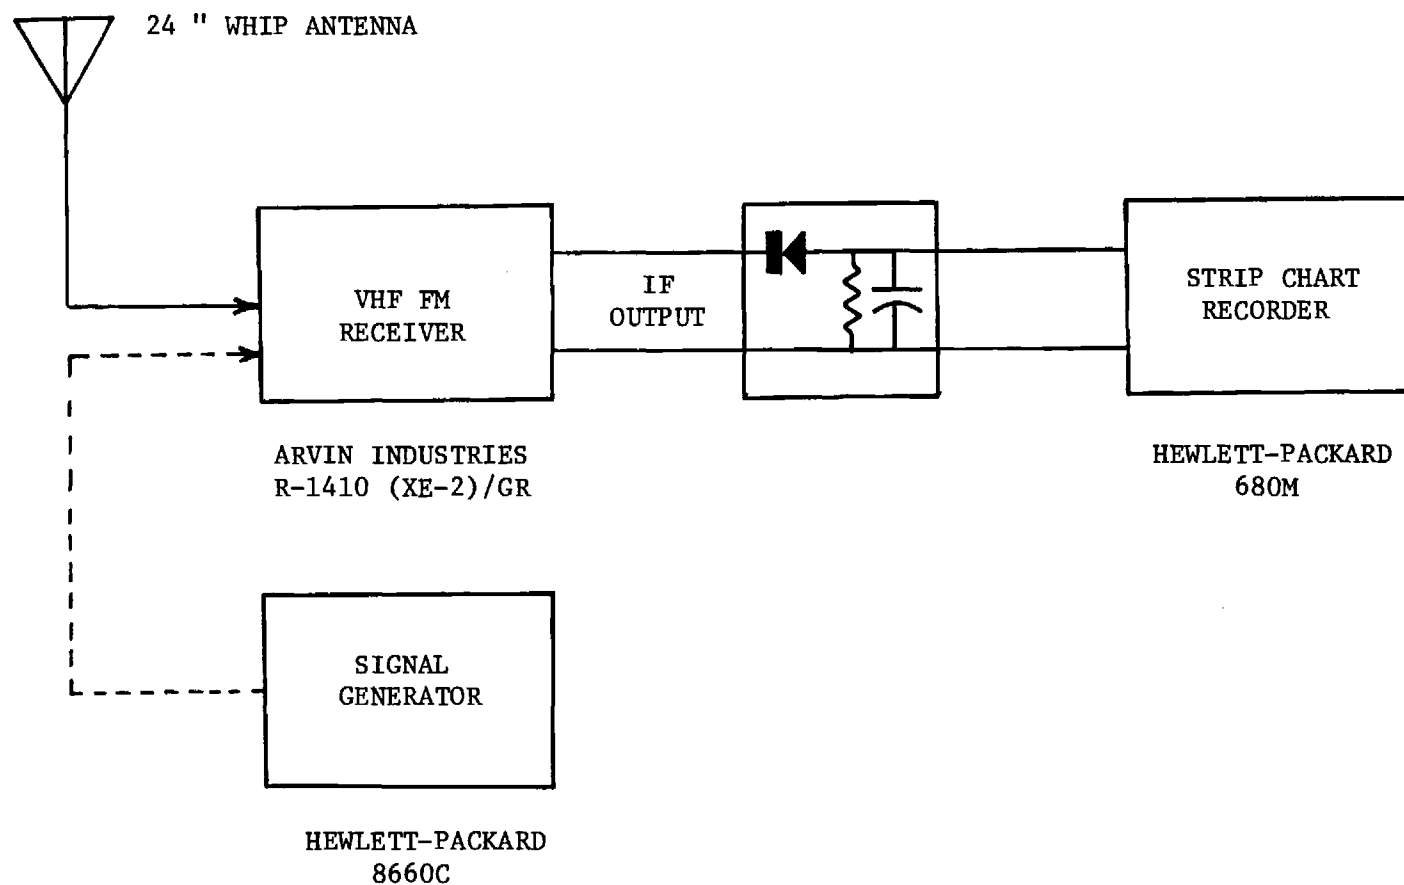 24 " WHIP ANTENNA
VHF FM
RECEIVER
IF
OUTPUT
STRIP CHART
RECORDER
ARVIN INDUSTRIES
R-1410 (XE-2)/GR
HEWLETT-PACKARD
680M
SIGNAL
GENERATOR
HEWLETT-PACKARD
8660C